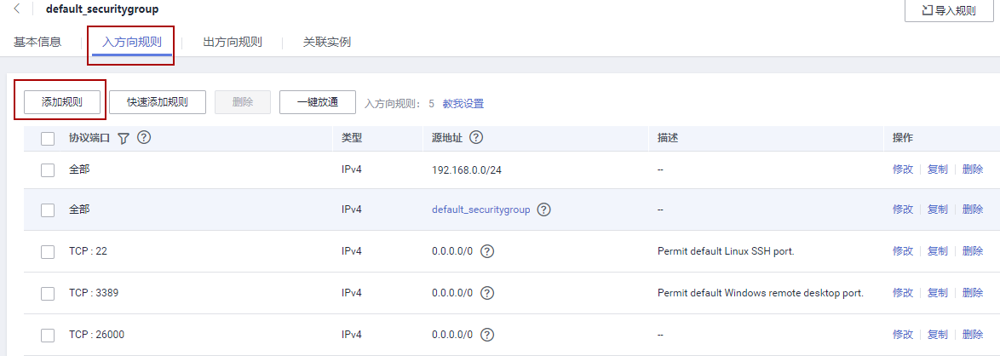 default_securitygroup
导入规则
基本信息 入方向规则 出方向规则 关联实例
添加规则 快速添加规则 删除 一键放通 入方向规则： 5 教我设置
协议端口 类型 源地址 描述 操作
全部 IPv4 192.168.0.0/24 -- 修改 复制 删除
全部 IPv4 default_securitygroup -- 修改 复制 删除
TCP : 22 IPv4 0.0.0.0/0 Permit default Linux SSH port. 修改 复制 删除
TCP : 3389 IPv4 0.0.0.0/0 Permit default Windows remote desktop port. 修改 复制 删除
TCP : 26000 IPv4 0.0.0.0/0 -- 修改 复制 删除